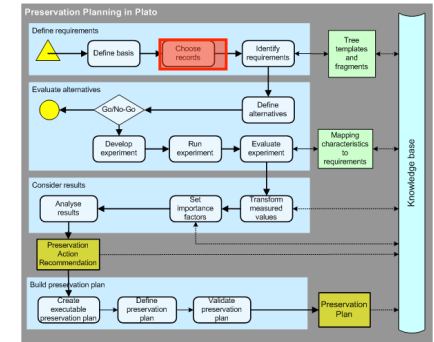 Preservation Planning in Plato
Define requirements
Define basis
Choose
records
Identify
requirements
Tree
templates
and
fragments
Evaluate alternatives
Go/No-Go
Define
alternatives
Develop
experiment
Run
experiment
Evaluate
experiment
Mapping
characteristics
to
requirements
Knowledge base
Consider results
Analyse
results
Set
importance
factors
Transform
measured
values
Preservation
Action
Recommendation
Build preservation plan
Create
executable
preservation plan
Define
preservation
plan
Validate
preservation
plan
Preservation
Plan